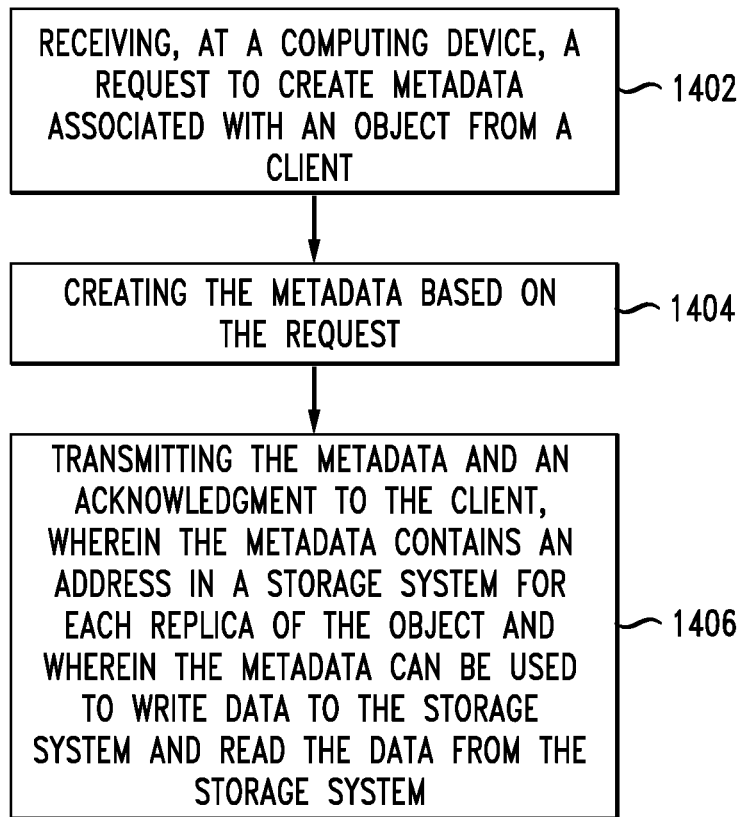 RECEIVING, AT A COMPUTING DEVICE, A
REQUEST TO CREATE METADATA
ASSOCIATED WITH AN OBJECT FROM A
CLIENT
1402
CREATING THE METADATA BASED ON
THE REQUEST
1404
TRANSMITTING THE METADATA AND AN
ACKNOWLEDGMENT TO THE CLIENT,
WHEREIN THE METADATA CONTAINS AN
ADDRESS IN A STORAGE SYSTEM FOR
EACH REPLICA OF THE OBJECT AND
WHEREIN THE METADATA CAN BE USED
TO WRITE DATA TO THE STORAGE
SYSTEM AND READ THE DATA FROM THE
STORAGE SYSTEM
1406